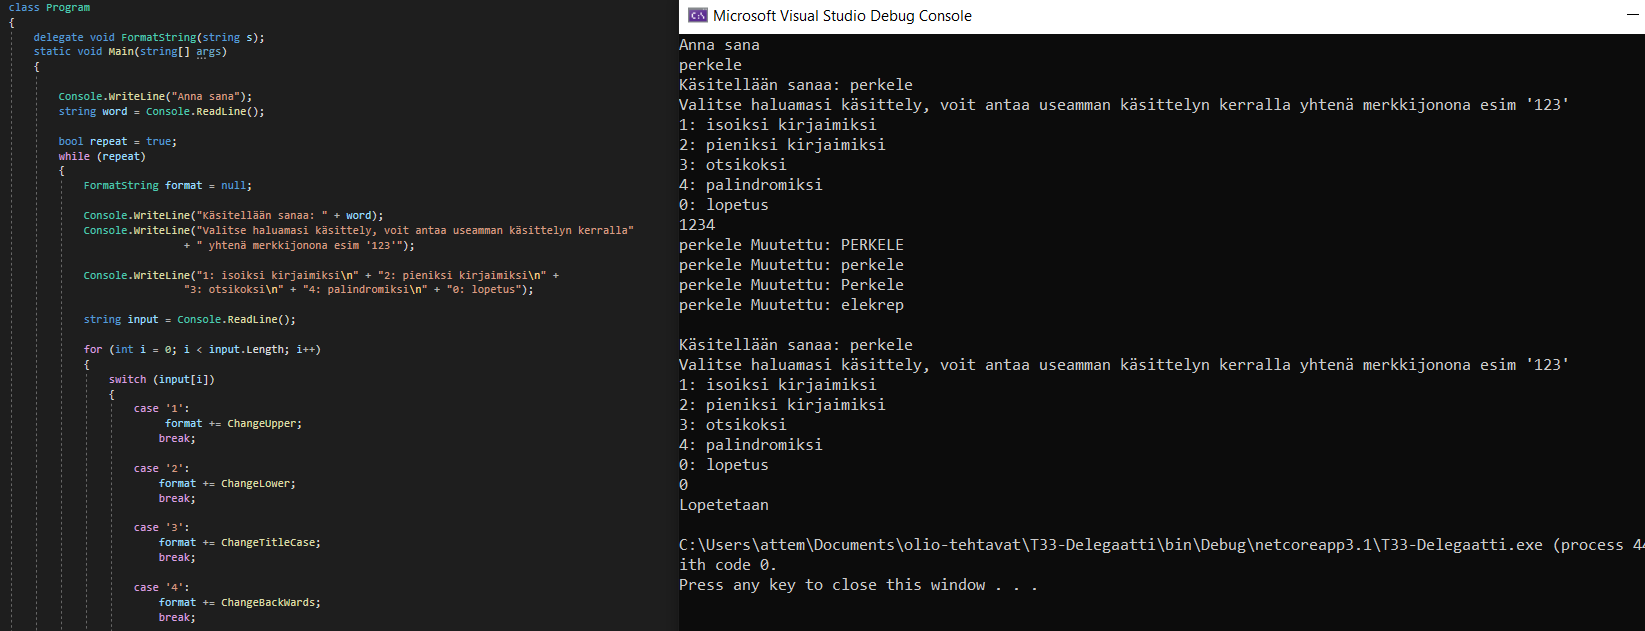 class Program
{
delegate void FormatString(string s);
static void Main(string[] args)
{
Console.WriteLine("Anna sana");
string word = Console.ReadLine();
bool repeat = true;
while (repeat)
{
FormatString format = null;
Console.WriteLine("Käsitellään sanaa: " + word);
Console.WriteLine("Valitse haluamasi käsittely, voit antaa useamman käsittelyn kerralla"
+ " yhtenä merkkijonona esim '123'");
Console.WriteLine("1: isoiksi kirjaimiksi\n" + "2: pieniksi kirjaimiksi\n" +
"3: otsikoksi\n" + "4: palindromiksi\n" + "0: lopetus");
string input = Console.ReadLine();
for (int i = 0; i < input.Length; i++)
{
switch (input[i])
{
case '1':
format += ChangeUpper;
break;
case '2':
format += ChangeLower;
break;
case '3':
format += ChangeTitleCase;
break;
case '4':
format += ChangeBackWards;
break;
C:\ Microsoft Visual Studio Debug Console
Anna sana
perkele
Käsitellään sanaa: perkele
Valitse haluamasi käsittely, voit antaa useamman käsittelyn kerralla yhtenä merkkijonona esim '123'
1: isoiksi kirjaimiksi
2: pieniksi kirjaimiksi
3: otsikoksi
4: palindromiksi
0: lopetus
1234
perkele Muutettu: PERKELE
perkele Muutettu: perkele
perkele Muutettu: Perkele
perkele Muutettu: elekrep
Käsitellään sanaa: perkele
Valitse haluamasi käsittely, voit antaa useamman käsittelyn kerralla yhtenä merkkijonona esim '123'
1: isoiksi kirjaimiksi
2: pieniksi kirjaimiksi
3: otsikoksi
4: palindromiksi
0: lopetus
0
Lopetetaan
C:\Users\attem\Documents\olio-tehtavat\T33-Delegaatti\bin\Debug\netcoreapp3.1\T33-Delegaatti.exe (process 44
ith code 0.
Press any key to close this window . . .